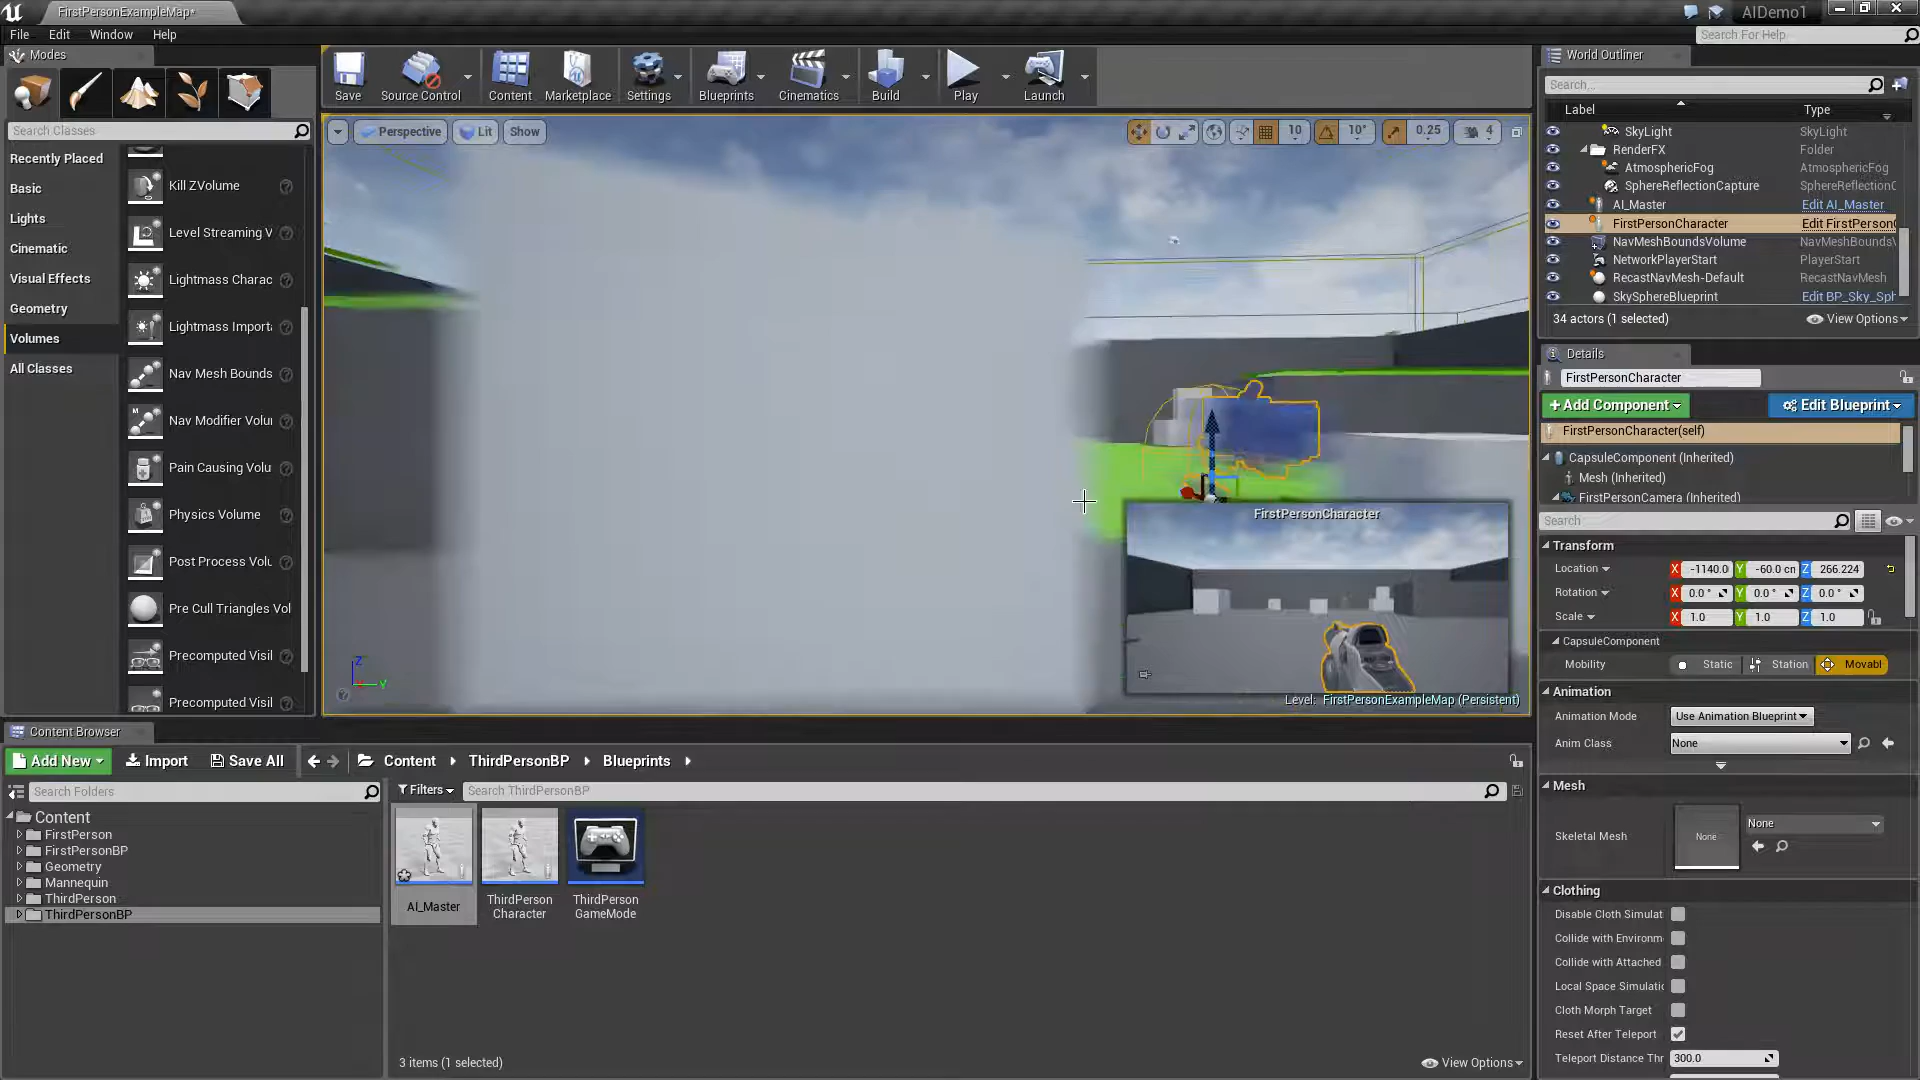 FirstPersonExampleMap*
AIDemo1
File Edit Window Help
Search For Help
Modes
Save
Source Control
Content
Marketplace
Settings
Blueprints
Cinematics
Build
Play
Launch
Search Classes
Recently Placed
Basic
Lights
Cinematic
Visual Effects
Geometry
Volumes
All Classes
Kill ZVolume
Level Streaming V
Lightmass Charac
Lightmass Importa
Nav Mesh Bounds
Nav Modifier Volu
Pain Causing Volu
Physics Volume
Post Process Volu
Pre Cull Triangles Vol
Precomputed Visil
Precomputed Visil
Perspective
Lit
Show
10
10°
0.25
4
FirstPersonCharacter
Level: FirstPersonExampleMap (Persistent)
World Outliner
Search...
Label Type
SkyLight SkyLight
RenderFX Folder
AtmosphericFog AtmosphericFog
SphereReflectionCapture SphereReflectionC
AI_Master Edit AI_Master
FirstPersonCharacter Edit FirstPersonC
NavMeshBoundsVolume NavMeshBoundsV
NetworkPlayerStart PlayerStart
RecastNavMesh-Default RecastNavMesh
SkySphereBlueprint Edit BP_Sky_Sph
34 actors (1 selected)
View Options
Details
FirstPersonCharacter
+Add Component
Edit Blueprint
FirstPersonCharacter(self)
CapsuleComponent (Inherited)
Mesh (Inherited)
FirstPersonCamera (Inherited)
Search
Transform
Location X -1140.0 Y -60.0 cm Z 266.224
Rotation X 0.0 ° Y 0.0 ° Z 0.0 °
Scale X 1.0 Y 1.0 Z 1.0
CapsuleComponent
Mobility Static Station Movabl
Animation
Animation Mode Use Animation Blueprint
Anim Class None
Mesh
Skeletal Mesh None None
Clothing
Disable Cloth Simulat
Collide with Environm
Collide with Attached
Local Space Simulatic
Cloth Morph Target
Reset After Teleport
Teleport Distance Thr 300.0
Content Browser
Add New Import Save All
Content ThirdPersonBP Blueprints
Search Folders
Filters
Search ThirdPersonBP
Content
FirstPerson
FirstPersonBP
Geometry
Mannequin
ThirdPerson
ThirdPersonBP
AI_Master
ThirdPerson
Character
ThirdPerson
GameMode
3 items (1 selected)
View Options